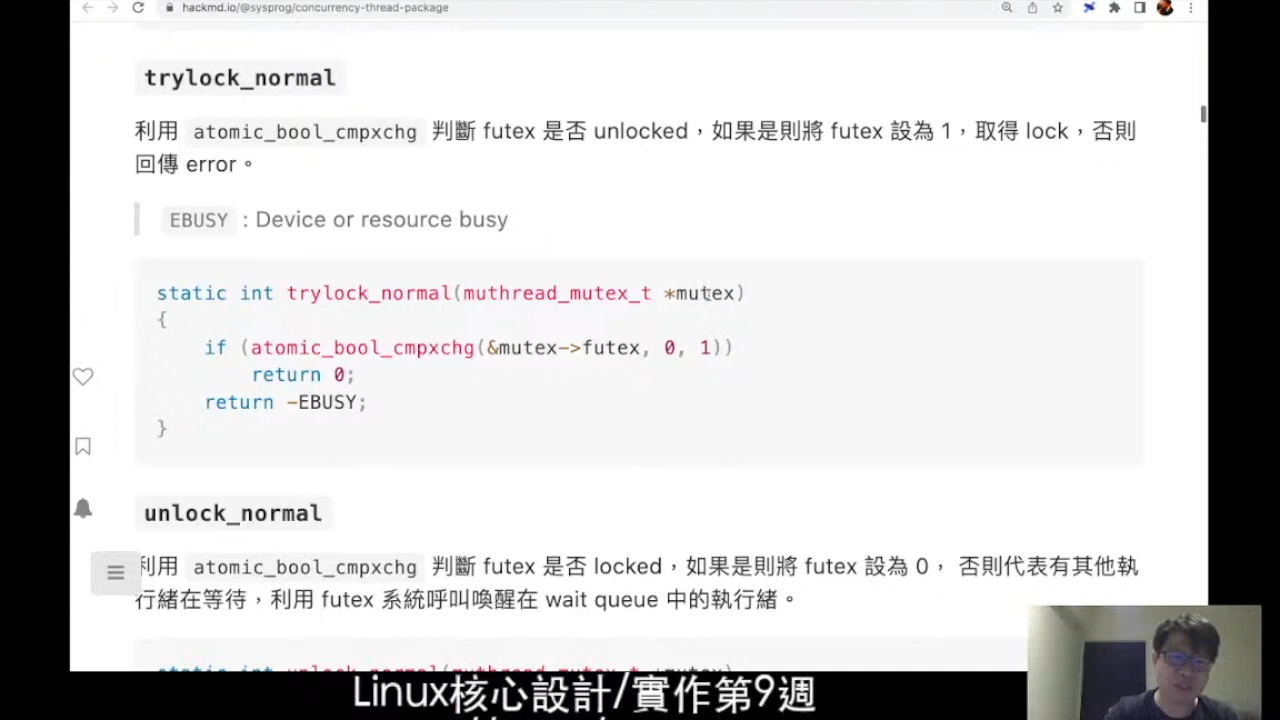 hackmd.io/@sysprog/concurrency-thread-package
trylock_normal
利用 atomic_bool_cmpxchg 判斷 futex 是否 unlocked，如果是則將 futex 設為 1，取得 lock，否則
回傳 error。
EBUSY : Device or resource busy
static int trylock_normal(muthread_mutex_t *mutex)
{
if (atomic_bool_cmpxchg(&mutex->futex, 0, 1))
return 0;
return -EBUSY;
}
unlock_normal
利用 atomic_bool_cmpxchg 判斷 futex 是否 locked，如果是則將 futex 設為 0， 否則代表有其他執
行緒在等待，利用 futex 系統呼叫喚醒在 wait queue 中的執行緒。
static int unlock_normal(muthread_mutex_t *mutex)
Linux核心設計/實作第9週